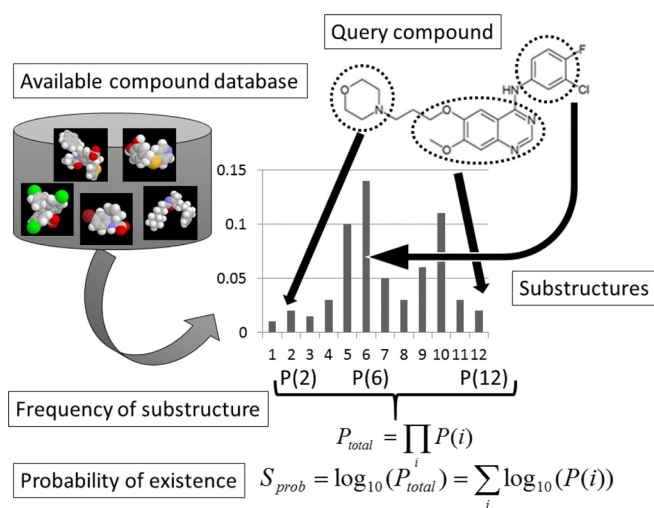 Query compound
Available compound database
F
Cl
HN
O
N
O
O
N
N
0.15
0.1
0.05
0
Substructures
1 2 3 4 5 6 7 8 9 10 11 12
P(2) P(6) P(12)
Frequency of substructure
P_total = ∏_i P(i)
Probability of existence
S_prob = log₁₀(P_total) = ∑_i log₁₀(P(i))